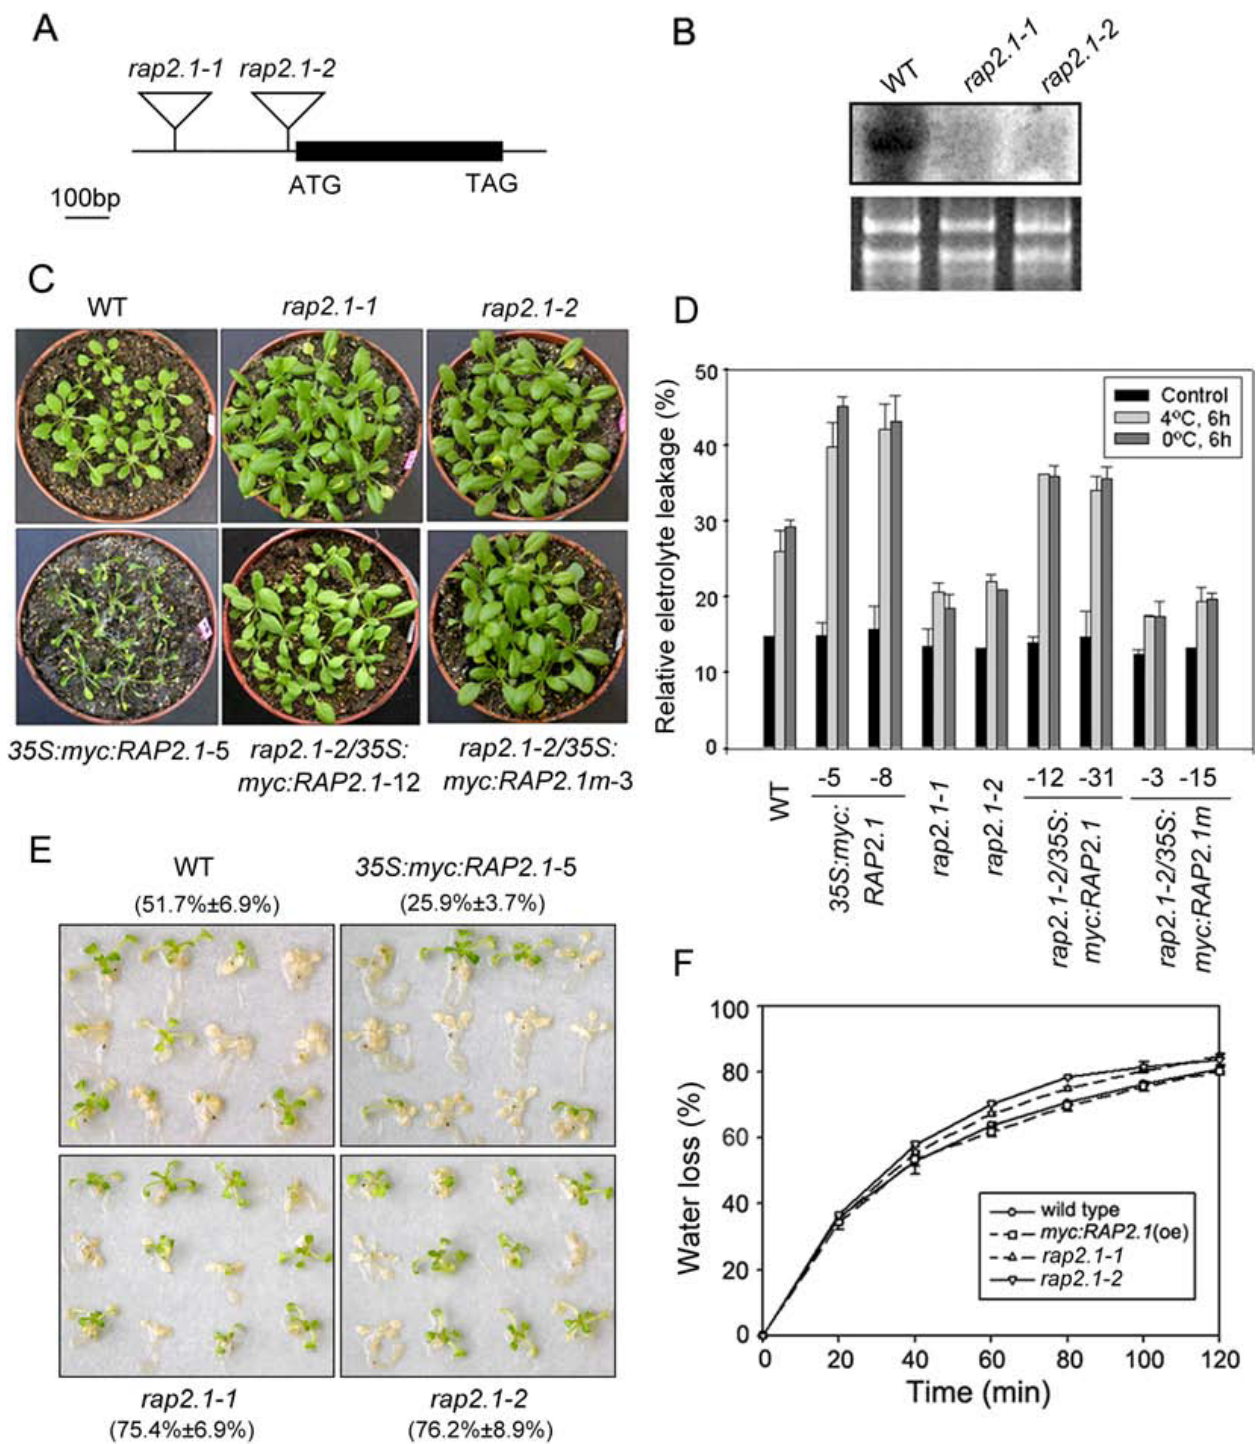 A
rap2.1-1 rap2.1-2
ATG TAG
100bp
B
WT rap2.1-1 rap2.1-2
C
WT rap2.1-1 rap2.1-2
35S:myc:RAP2.1-5 rap2.1-2/35S: rap2.1-2/35S:
myc:RAP2.1-12 myc:RAP2.1m-3
D
Relative eletrolyte leakage (%)
50
40
30
20
10
0
Control
4ºC, 6h
0ºC, 6h
-5 -8 -12 -31 -3 -15
WT
35S:myc:
RAP2.1
rap2.1-1
rap2.1-2
rap2.1-2/35S:
myc:RAP2.1
rap2.1-2/35S:
myc:RAP2.1m
E
WT 35S:myc:RAP2.1-5
(51.7%±6.9%) (25.9%±3.7%)
rap2.1-1 rap2.1-2
(75.4%±6.9%) (76.2%±8.9%)
F
Water loss (%)
100
80
60
40
20
0
wild type
myc:RAP2.1(oe)
rap2.1-1
rap2.1-2
0 20 40 60 80 100 120
Time (min)